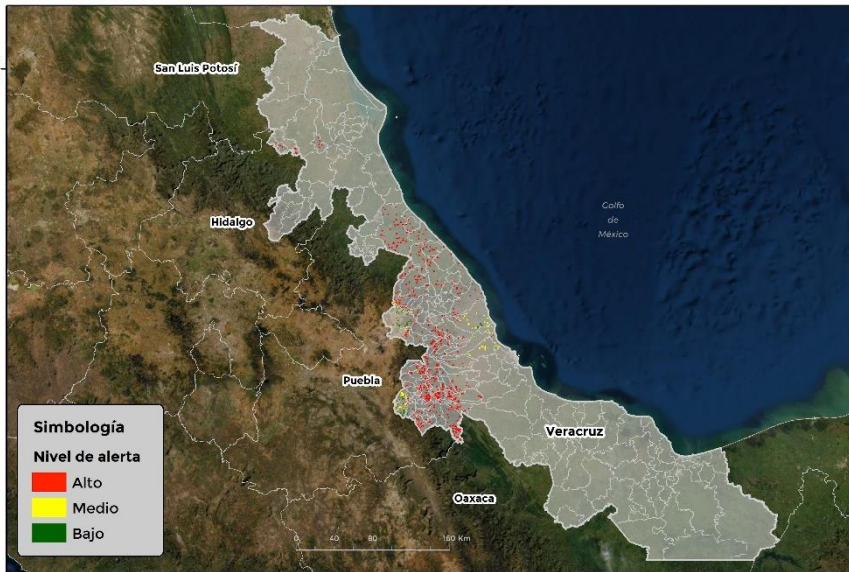 San Luis Potosí
Hidalgo
Golfo
de
México
Puebla
Veracruz
Oaxaca
Simbología
Nivel de alerta
Alto
Medio
Bajo
0 40 80 160 Km